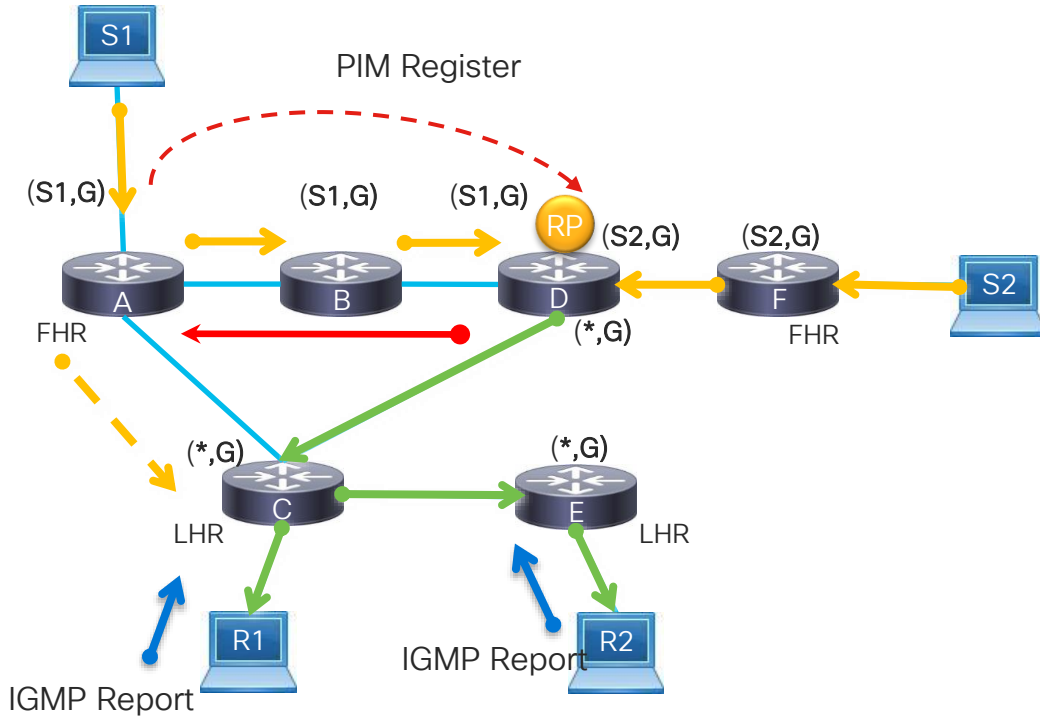 S1
PIM Register
(S1,G)
(S1,G)
(S1,G)
RP
(S2,G)
(S2,G)
A
B
D
F
S2
FHR
(*,G)
FHR
(*,G)
(*,G)
C
E
LHR
LHR
R1
IGMP Report
R2
IGMP Report